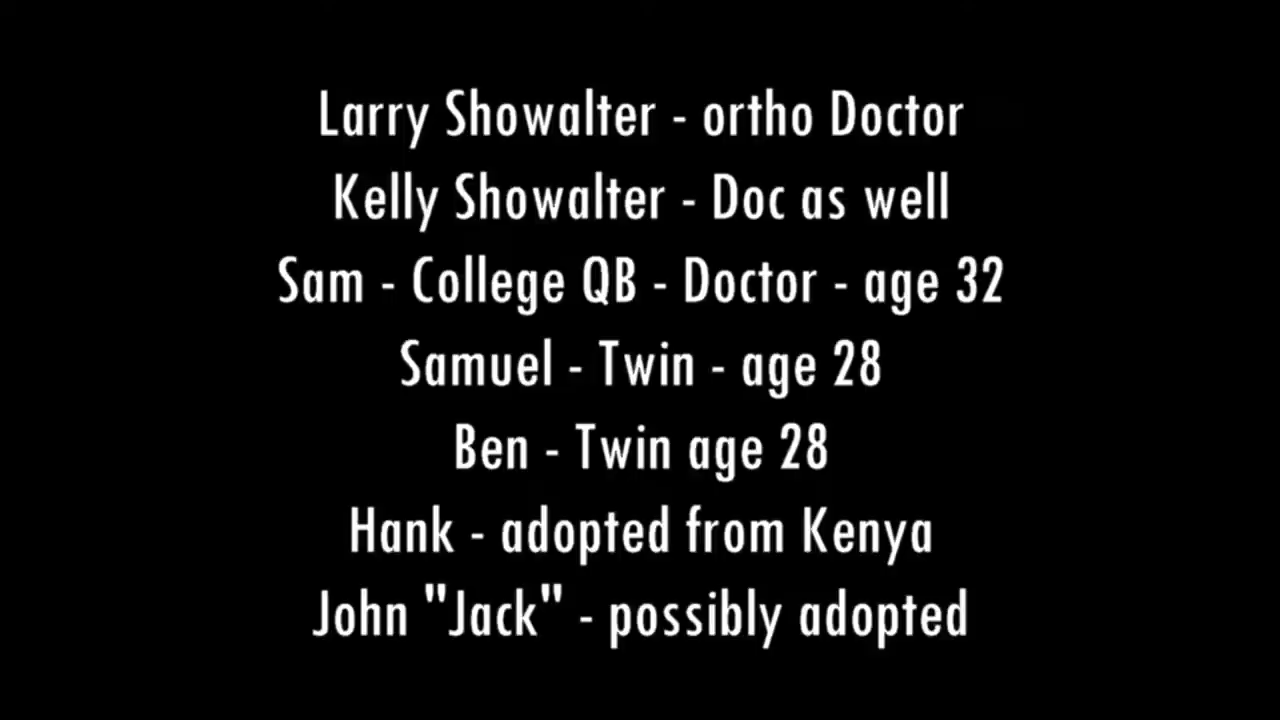 Larry Showalter - ortho Doctor
Kelly Showalter - Doc as well
Sam - College QB - Doctor - age 32
Samuel - Twin - age 28
Ben - Twin age 28
Hank - adopted from Kenya
John "Jack" - possibly adopted